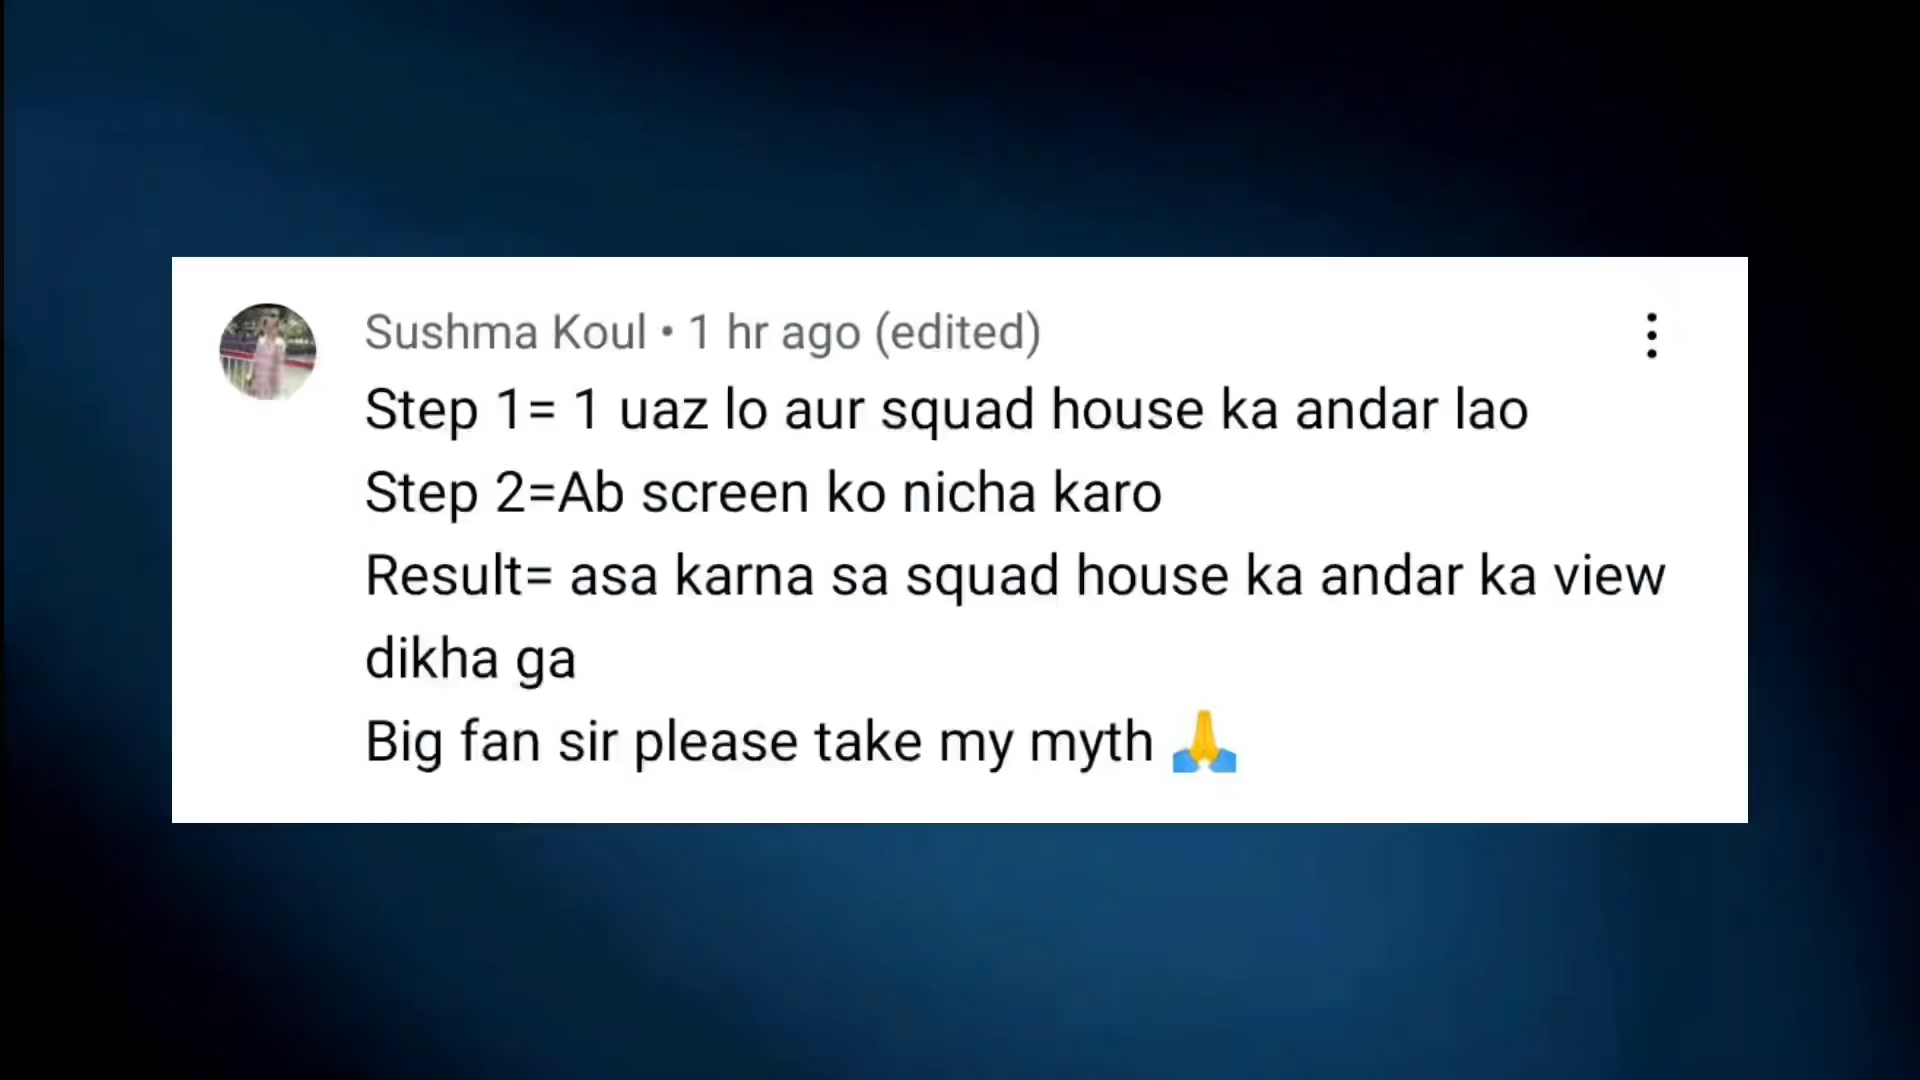 Sushma Koul • 1 hr ago (edited)
Step 1= 1 uaz lo aur squad house ka andar lao
Step 2=Ab screen ko nicha karo
Result= asa karna sa squad house ka andar ka view
dikha ga
Big fan sir please take my myth 🙏